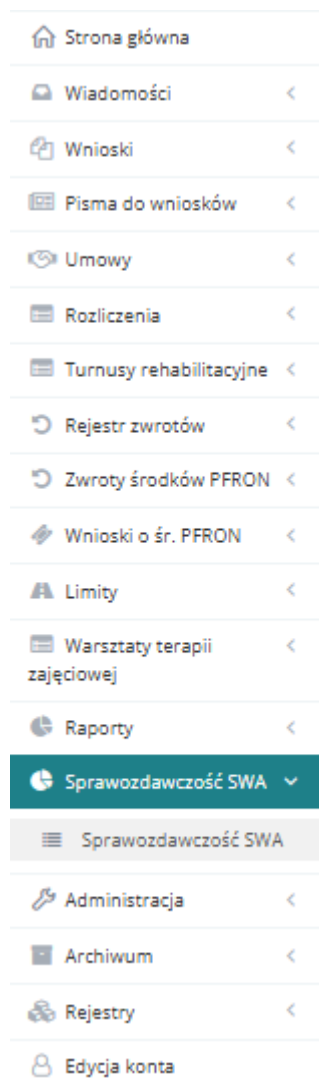 Strona główna
Wiadomości
Wnioski
Pisma do wniosków
Umowy
Rozliczenia
Turnusy rehabilitacyjne
Rejestr zwrotów
Zwroty środków PFRON
Wnioski o śr. PFRON
Limity
Warsztaty terapii
zajęciowej
Raporty
Sprawozdawczość SWA
Sprawozdawczość SWA
Administracja
Archiwum
Rejestry
Edycja konta